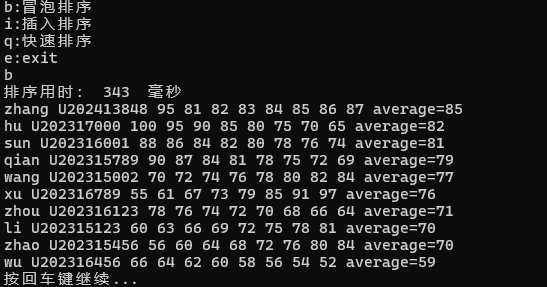 b:冒泡排序
i:插入排序
q:快速排序
e:exit
b
排序用时: 343 毫秒
zhang U202413848 95 81 82 83 84 85 86 87 average=85
hu U202317000 100 95 90 85 80 75 70 65 average=82
sun U202316001 88 86 84 82 80 78 76 74 average=81
qian U202315789 90 87 84 81 78 75 72 69 average=79
wang U202315002 70 72 74 76 78 80 82 84 average=77
xu U202316789 55 61 67 73 79 85 91 97 average=76
zhou U202316123 78 76 74 72 70 68 66 64 average=71
li U202315123 60 63 66 69 72 75 78 81 average=70
zhao U202315456 56 60 64 68 72 76 80 84 average=70
wu U202316456 66 64 62 60 58 56 54 52 average=59
按回车键继续...